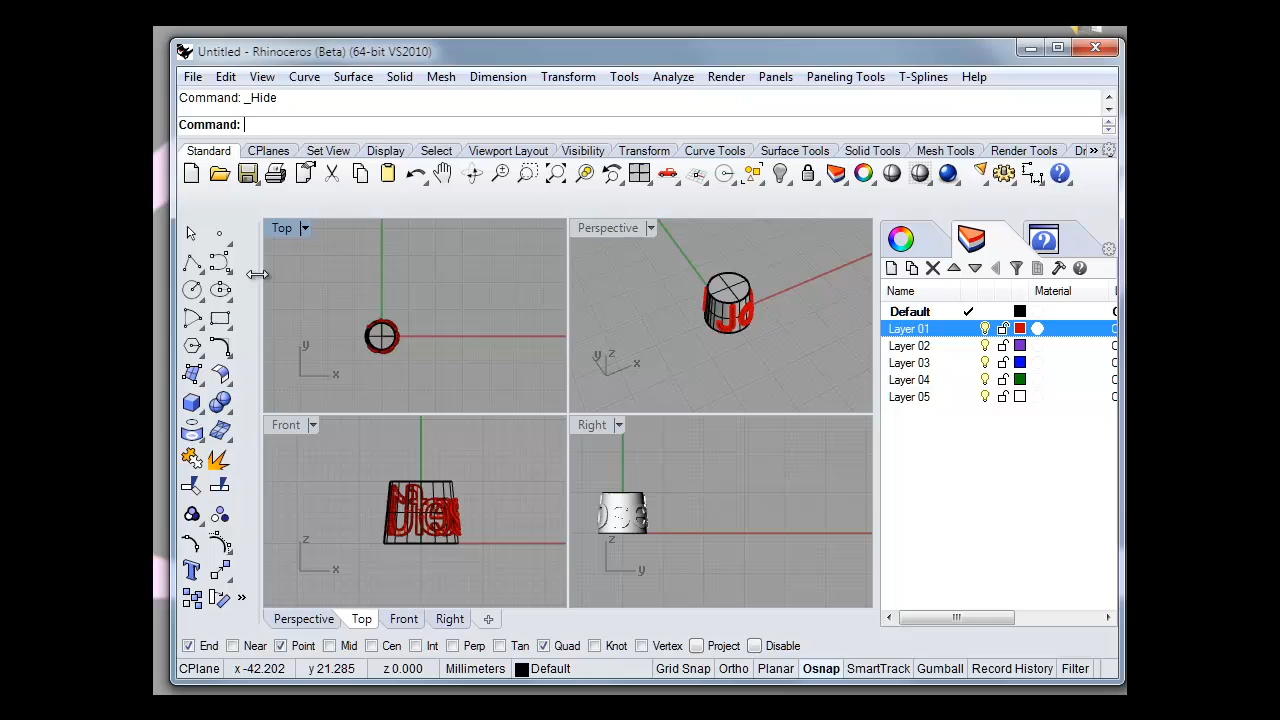 Untitled - Rhinoceros (Beta) (64-bit VS2010)
File Edit View Curve Surface Solid Mesh Dimension Transform Tools Analyze Render Panels Paneling Tools T-Splines Help
Command: _Hide
Command:
Standard CPlanes Set View Display Select Viewport Layout Visibility Transform Curve Tools Surface Tools Solid Tools Mesh Tools Render Tools Dr »
Top Perspective
Name Material
Default
Layer 01
Layer 02
Layer 03
Layer 04
Layer 05
y x
y z x
Front Right
z x
z y
Perspective Top Front Right
End Near Point Mid Cen Int Perp Tan Quad Knot Vertex Project Disable
CPlane x -42.202 y 21.285 z 0.000 Millimeters Default Grid Snap Ortho Planar Osnap SmartTrack Gumball Record History Filter